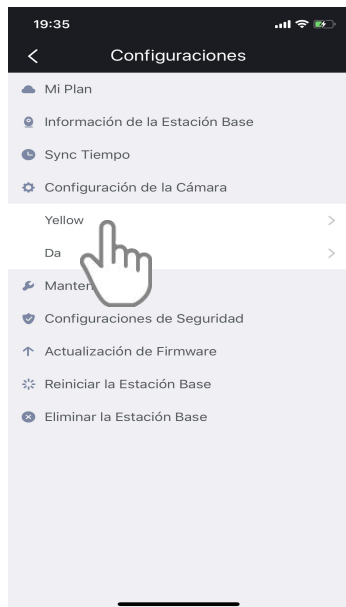 19:35
Configuraciones
Mi Plan
Información de la Estación Base
Sync Tiempo
Configuración de la Cámara
Yellow
Da
Configuraciones de Seguridad
Actualización de Firmware
Reiniciar la Estación Base
Eliminar la Estación Base